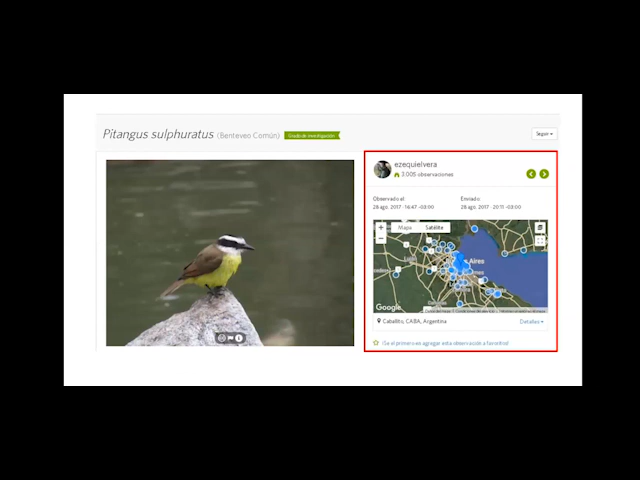 Pitangus sulphuratus (Benteveo Común) Grado de investigación
Seguir
ezequielvera
3.005 observaciones
Observado el: Enviado:
28 ago. 2017 · 16:47 -03:00 28 ago. 2017 · 20:11 -03:00
Mapa Satélite
Aires
Google
Caballito, CABA, Argentina Detalles
¡Se el primero en agregar esta observación a favoritos!